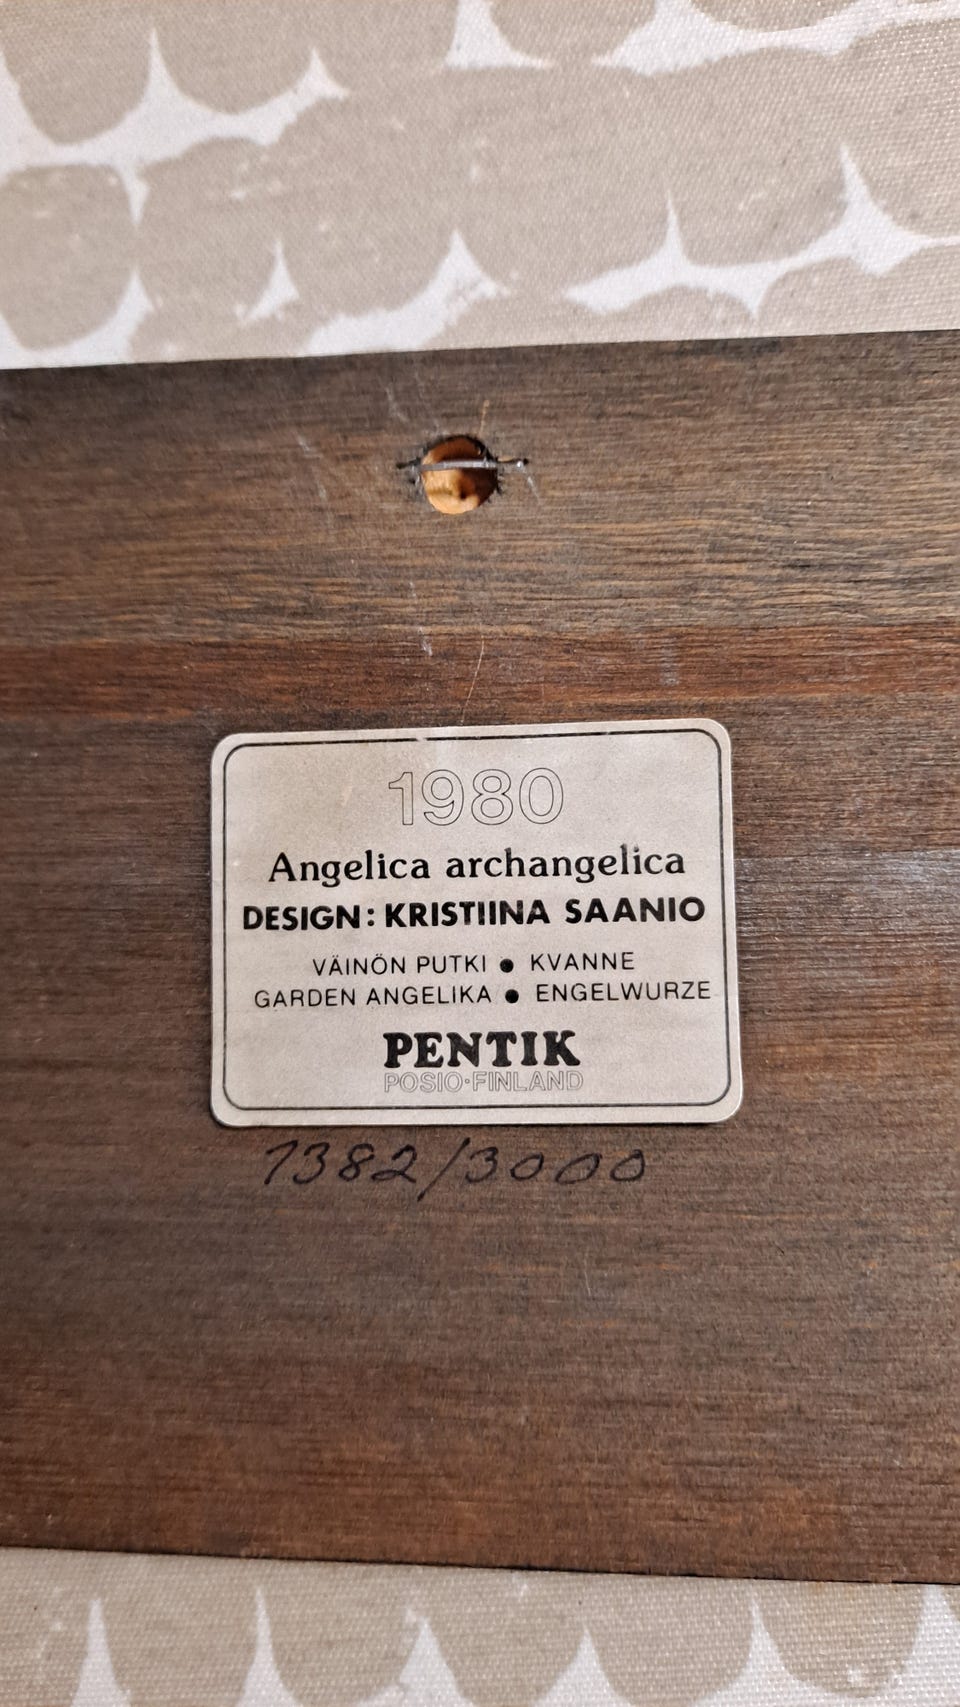 1980
Angelica archangelica
DESIGN: KRISTIINA SAANIO
VÄINÖN PUTKI ● KVANNE
GARDEN ANGELIKA ● ENGELWURZE
PENTIK
POSIO·FINLAND
1382/3000